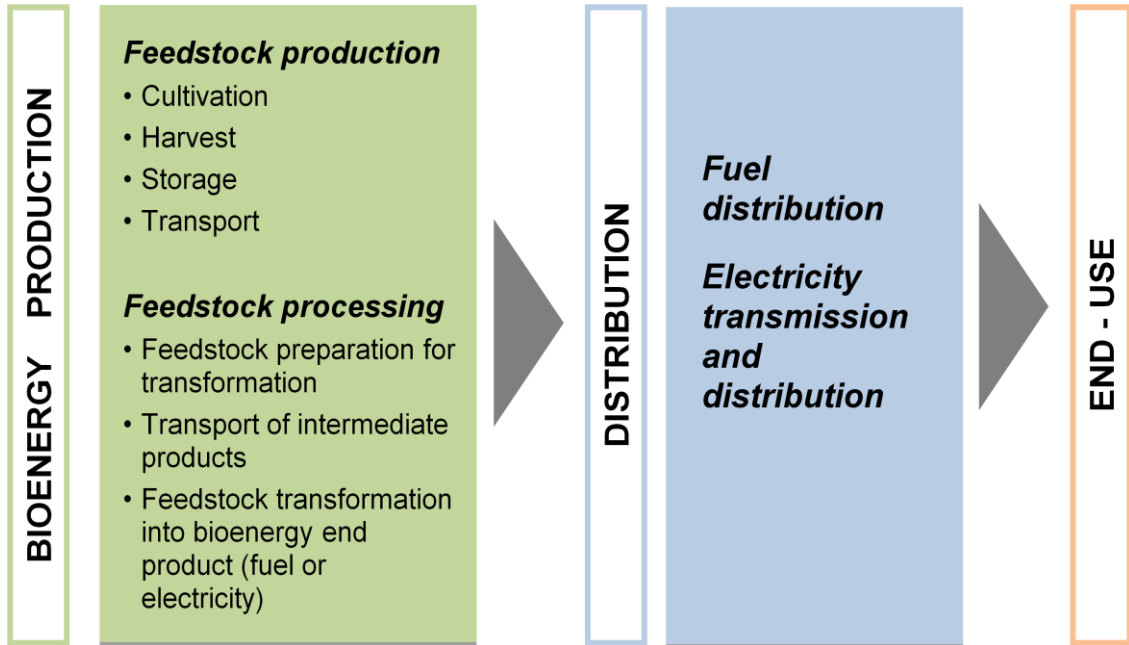 BIOENERGY PRODUCTION
Feedstock production
• Cultivation
• Harvest
• Storage
• Transport
Feedstock processing
• Feedstock preparation for
transformation
• Transport of intermediate
products
• Feedstock transformation
into bioenergy end
product (fuel or
electricity)
DISTRIBUTION
Fuel
distribution
Electricity
transmission
and
distribution
END - USE